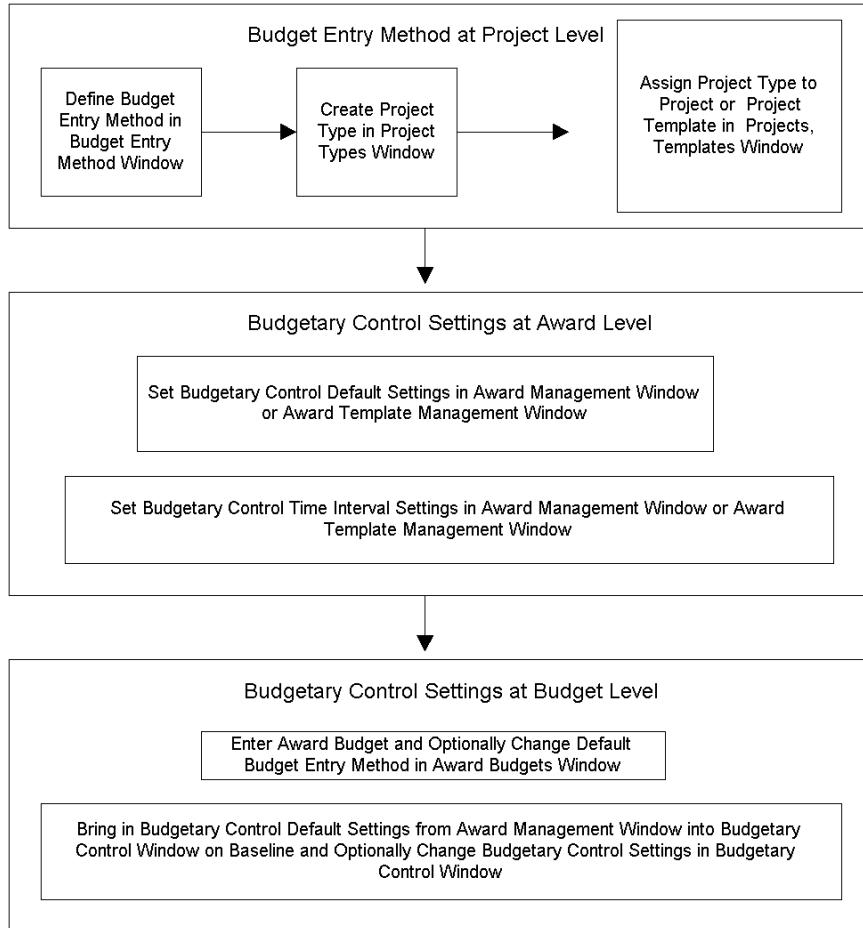 Budget Entry Method at Project Level
Define Budget
Entry Method in
Budget Entry
Method Window
Create Project
Type in Project
Types Window
Assign Project Type to
Project or Project
Template in Projects,
Templates Window
Budgetary Control Settings at Award Level
Set Budgetary Control Default Settings in Award Management Window
or Award Template Management Window
Set Budgetary Control Time Interval Settings in Award Management Window or Award
Template Management Window
Budgetary Control Settings at Budget Level
Enter Award Budget and Optionally Change Default
Budget Entry Method in Award Budgets Window
Bring in Budgetary Control Default Settings from Award Management Window into Budgetary
Control Window on Baseline and Optionally Change Budgetary Control Settings in Budgetary
Control Window